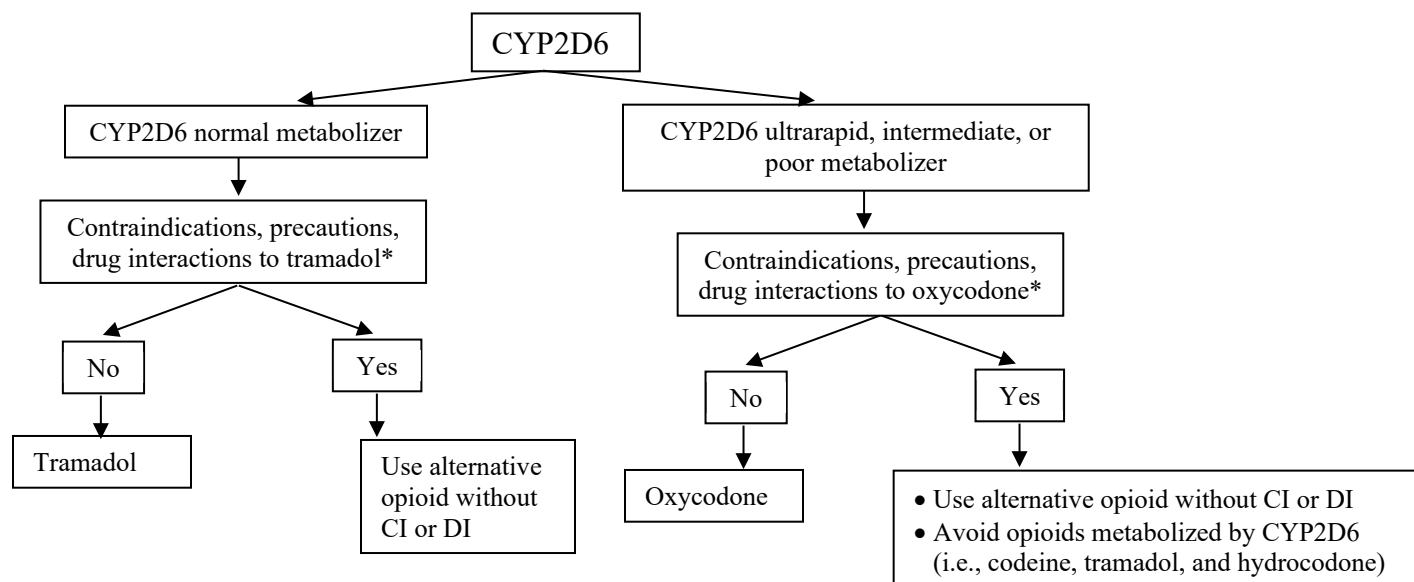 CYP2D6
CYP2D6 normal metabolizer
CYP2D6 ultrarapid, intermediate, or
poor metabolizer
Contraindications, precautions,
drug interactions to tramadol*
Contraindications, precautions,
drug interactions to oxycodone*
No
Yes
No
Yes
Tramadol
Use alternative
opioid without
CI or DI
Oxycodone
• Use alternative opioid without CI or DI
• Avoid opioids metabolized by CYP2D6
(i.e., codeine, tramadol, and hydrocodone)